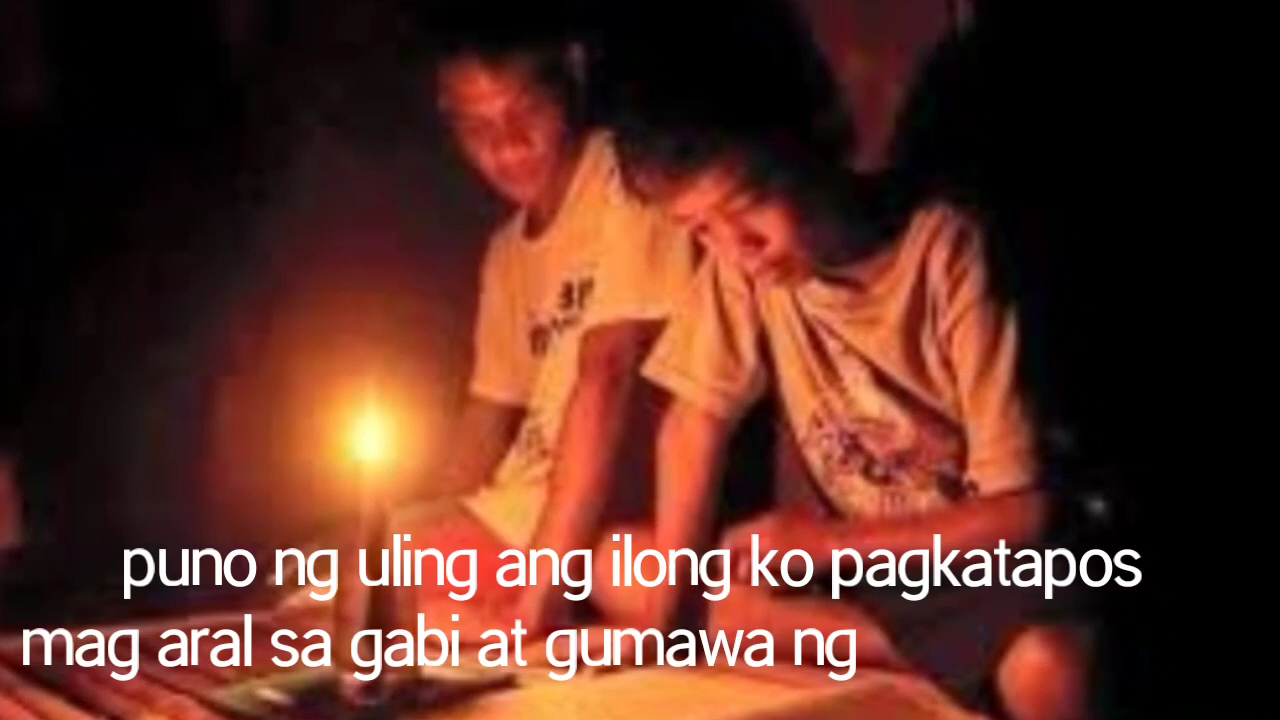 puno ng uling ang ilong ko pagkatapos
mag aral sa gabi at gumawa ng